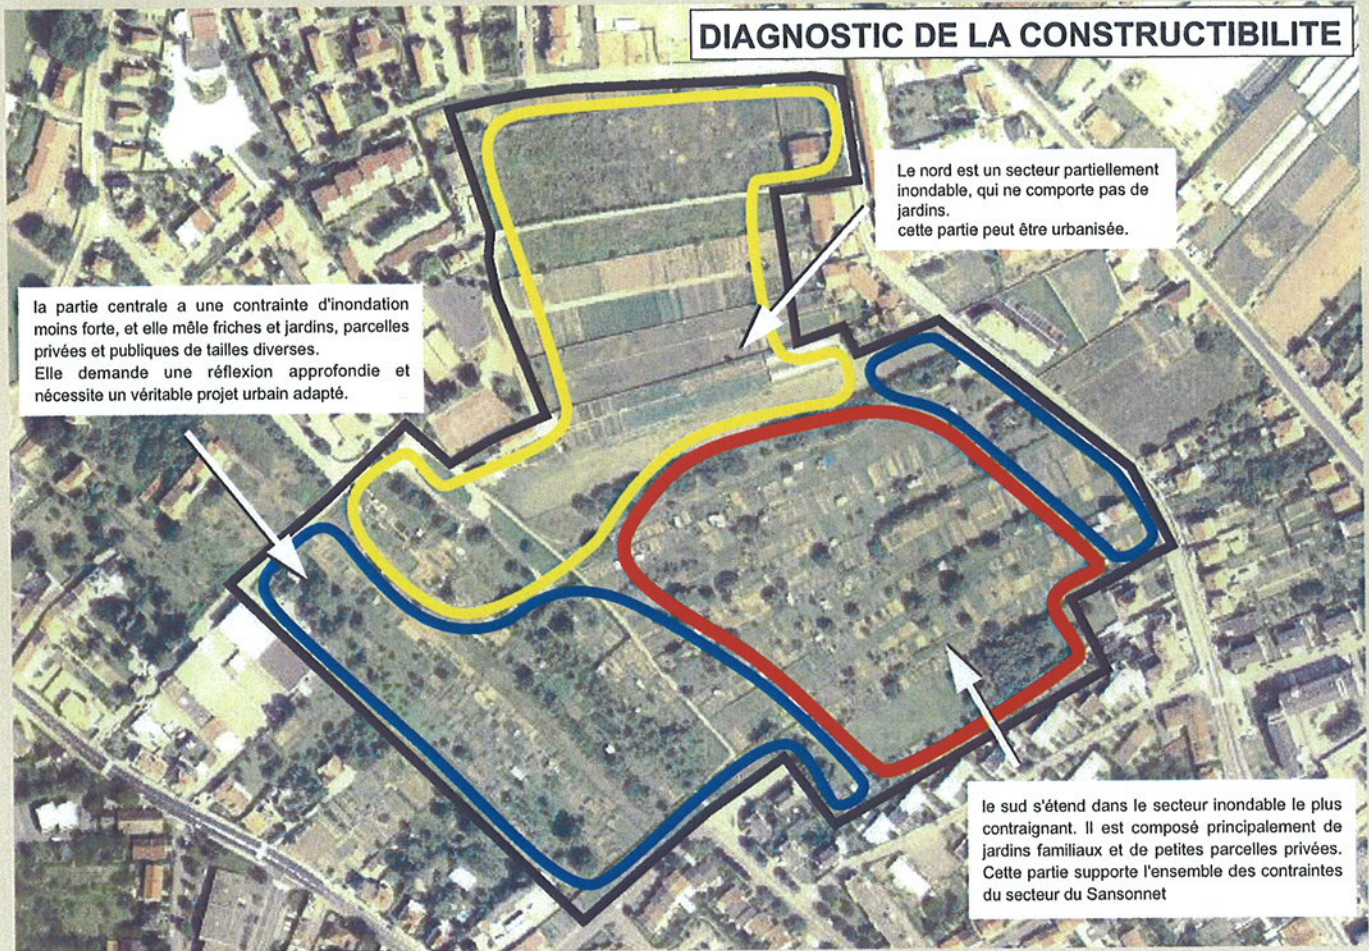 DIAGNOSTIC DE LA CONSTRUCTIBILITE
Le nord est un secteur partiellement
inondable, qui ne comporte pas de
jardins.
cette partie peut être urbanisée.
la partie centrale a une contrainte d'inondation
moins forte, et elle mêle friches et jardins, parcelles
privées et publiques de tailles diverses.
Elle demande une réflexion approfondie et
nécessite un véritable projet urbain adapté.
le sud s'étend dans le secteur inondable le plus
contraignant. Il est composé principalement de
jardins familiaux et de petites parcelles privées.
Cette partie supporte l'ensemble des contraintes
du secteur du Sansonnet